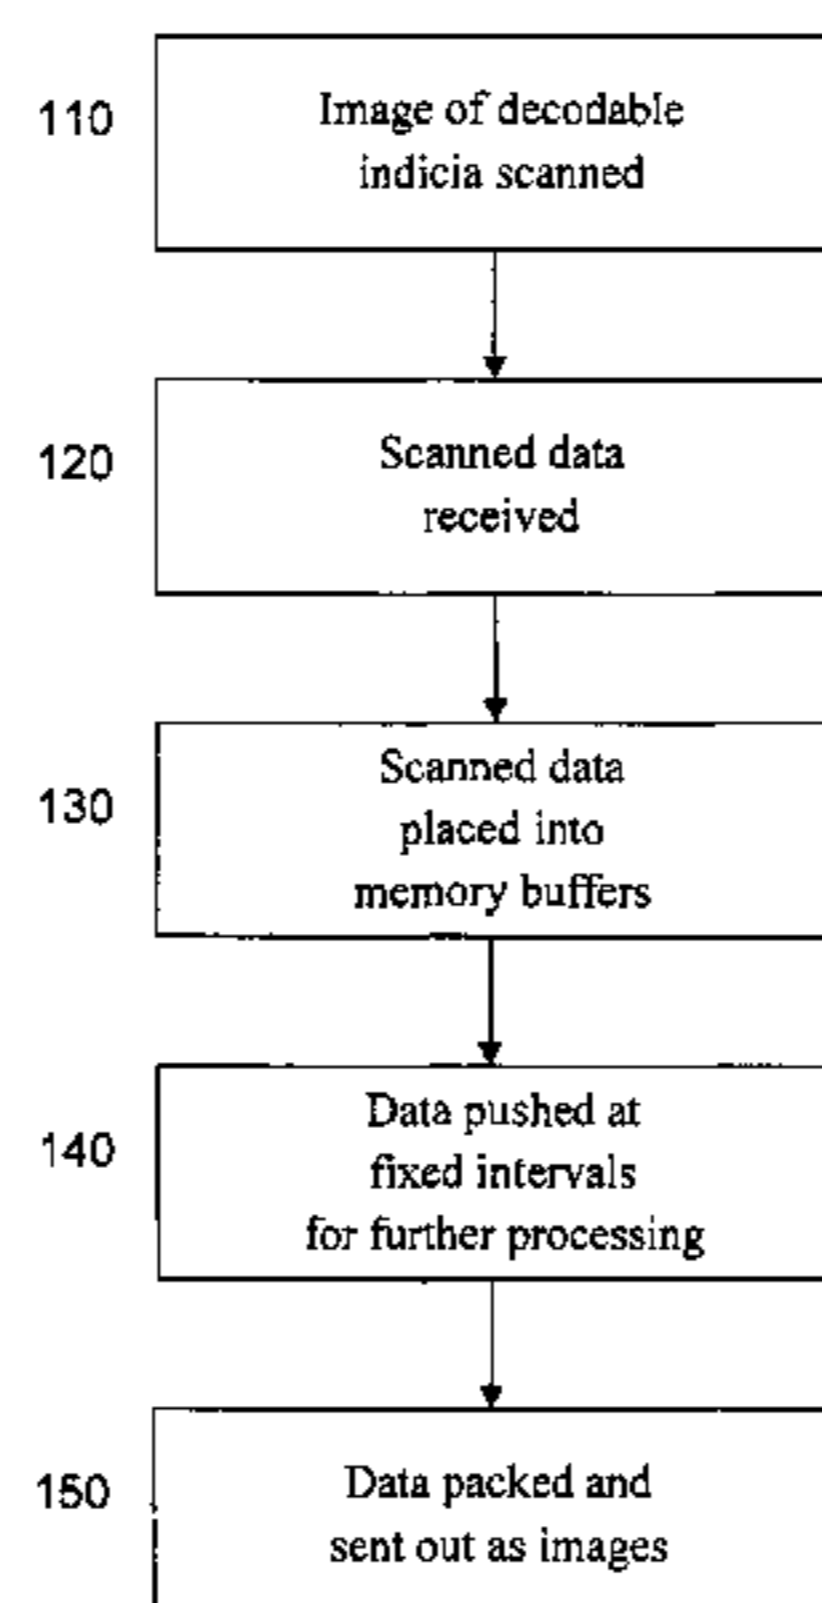 110
Image of decodable
indicia scanned
120
Scanned data
received
130
Scanned data
placed into
memory buffers
140
Data pushed at
fixed intervals
for further processing
150
Data packed and
sent out as images